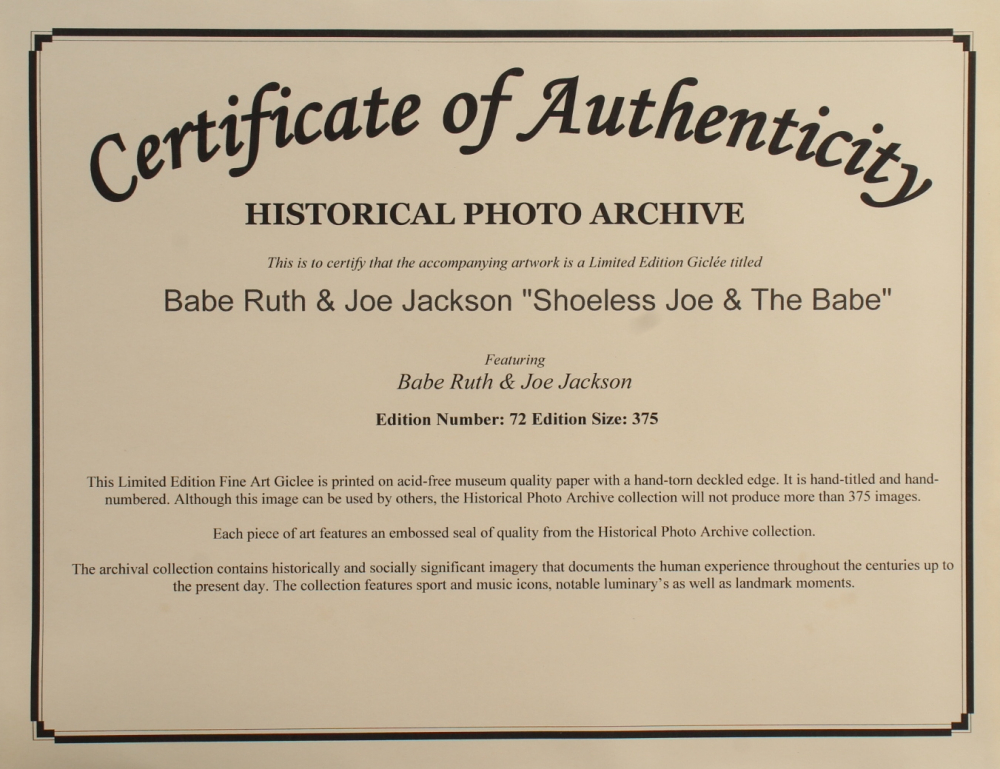 Certificate of Authenticity
HISTORICAL PHOTO ARCHIVE
This is to certify that the accompanying artwork is a Limited Edition Giclée titled
Babe Ruth & Joe Jackson "Shoeless Joe & The Babe"
Featuring
Babe Ruth & Joe Jackson
Edition Number: 72 Edition Size: 375
This Limited Edition Fine Art Giclee is printed on acid-free museum quality paper with a hand-torn deckled edge. It is hand-titled and hand-
numbered. Although this image can be used by others, the Historical Photo Archive collection will not produce more than 375 images.
Each piece of art features an embossed seal of quality from the Historical Photo Archive collection.
The archival collection contains historically and socially significant imagery that documents the human experience throughout the centuries up to
the present day. The collection features sport and music icons, notable luminary's as well as landmark moments.